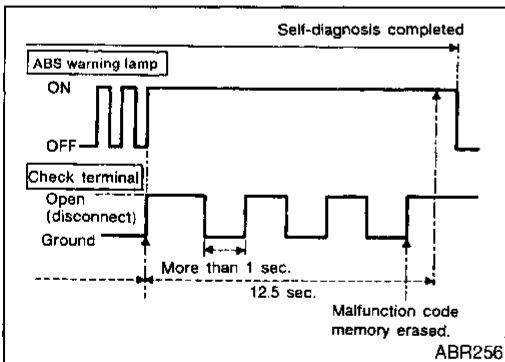 Self-diagnosis completed
ABS warning lamp
ON
OFF
Check terminal
Open
(disconnect)
Ground
More than 1 sec.
12.5 sec.
Malfunction code
memory erased.
ABR256